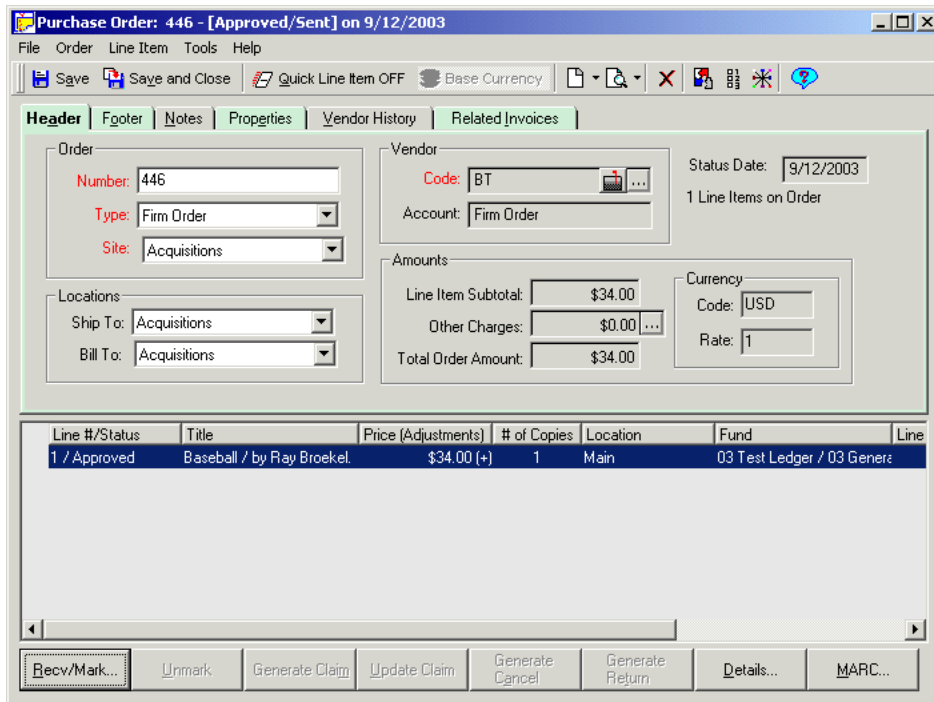 Purchase Order: 446 - [Approved/Sent] on 9/12/2003
File Order Line Item Tools Help
Save Save and Close Quick Line Item OFF Base Currency
Header Footer Notes Properties Vendor History Related Invoices
Order
Number: 446
Type: Firm Order
Site: Acquisitions
Locations
Ship To: Acquisitions
Bill To: Acquisitions
Vendor
Code: BT ...
Account: Firm Order
Status Date: 9/12/2003
1 Line Items on Order
Amounts
Line Item Subtotal: $34.00
Other Charges: $0.00 ...
Total Order Amount: $34.00
Currency
Code: USD
Rate: 1
Line #/Status Title Price (Adjustments) # of Copies Location Fund Line
1 / Approved Baseball / by Ray Broekel. $34.00 (+) 1 Main 03 Test Ledger / 03 Genera
Recv/Mark... Unmark Generate Claim Update Claim Generate Cancel Generate Return Details... MARC...